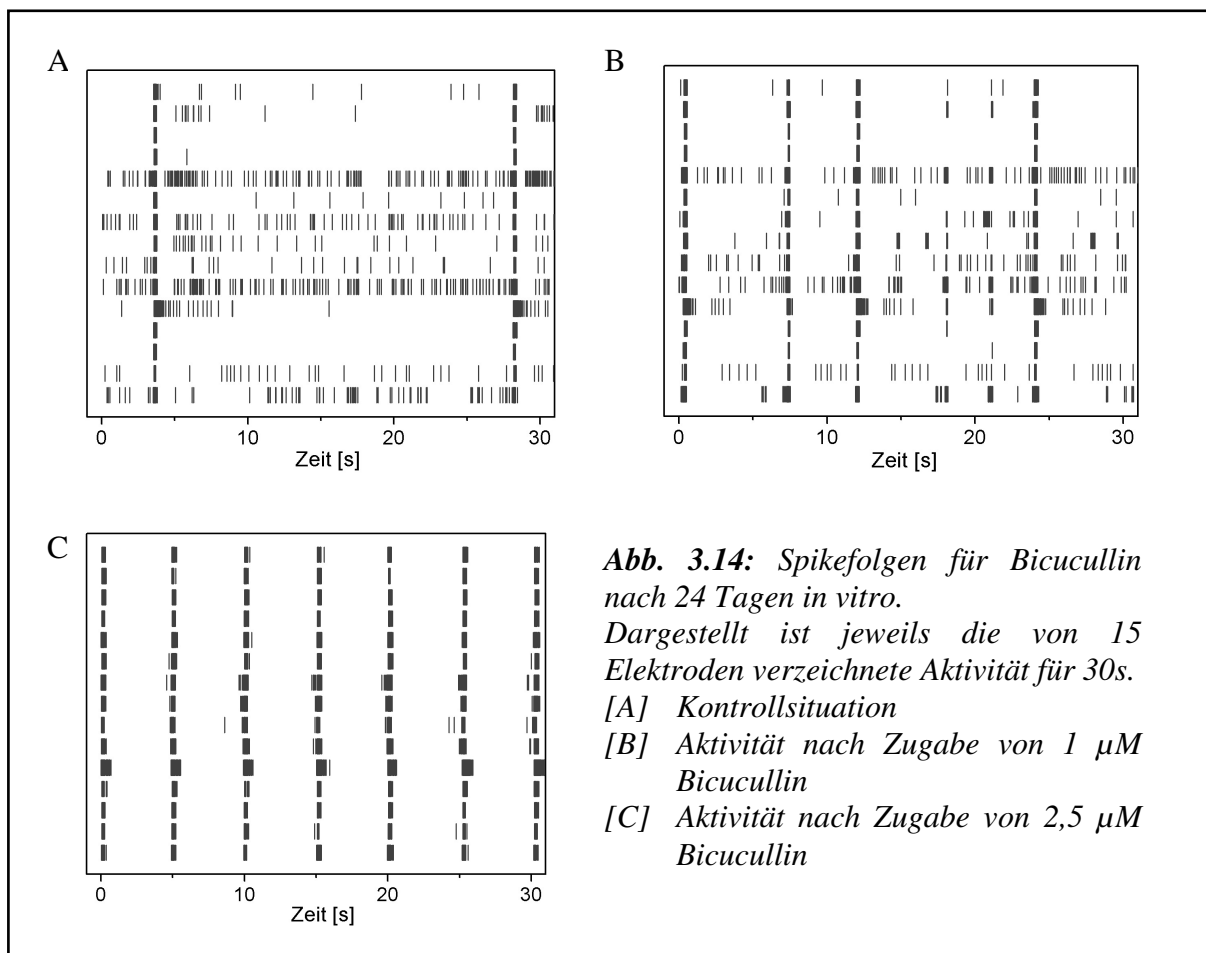 A
0 10 20 30
Zeit [s]
B
0 10 20 30
Zeit [s]
C
0 10 20 30
Zeit [s]
Abb. 3.14: Spikefolgen für Bicucullin
nach 24 Tagen in vitro.
Dargestellt ist jeweils die von 15
Elektroden verzeichnete Aktivität für 30s.
[A] Kontrollsituation
[B] Aktivität nach Zugabe von 1 µM
Bicucullin
[C] Aktivität nach Zugabe von 2,5 µM
Bicucullin